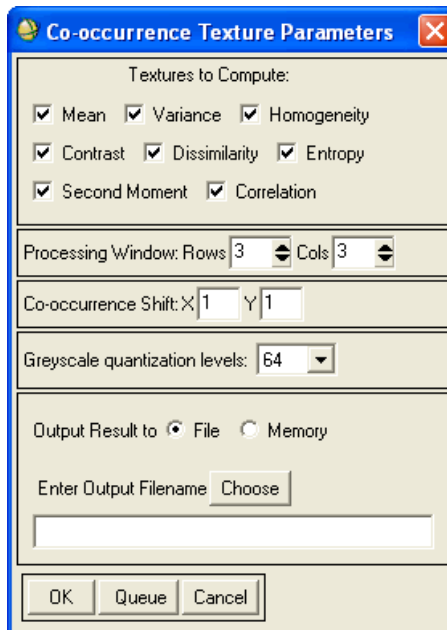 Co-occurrence Texture Parameters
Textures to Compute:
Mean Variance Homogeneity
Contrast Dissimilarity Entropy
Second Moment Correlation
Processing Window: Rows 3 Cols 3
Co-occurrence Shift: X 1 Y 1
Greyscale quantization levels: 64
Output Result to File Memory
Enter Output Filename Choose
OK Queue Cancel